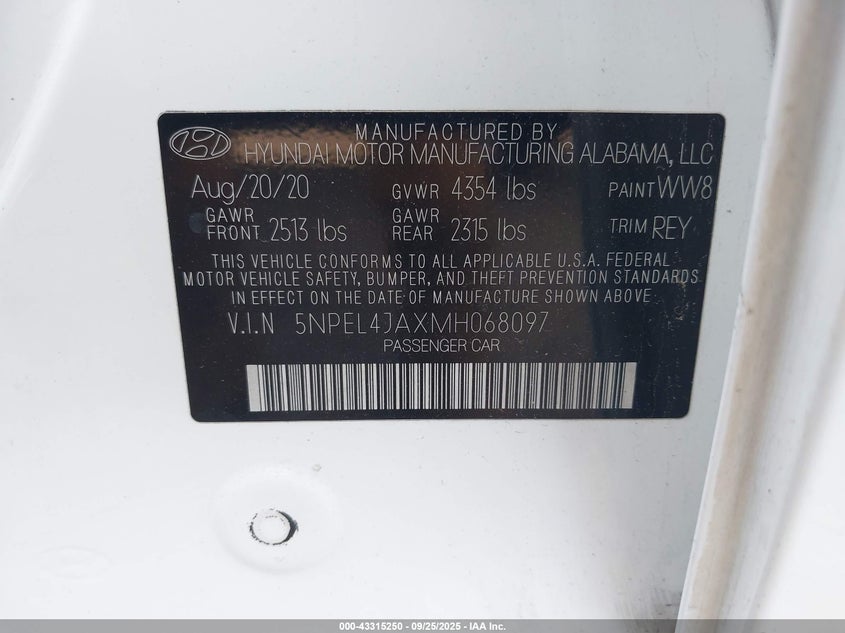 MANUFACTURED BY
HYUNDAI MOTOR MANUFACTURING ALABAMA, LLC
Aug/20/20 GVWR 4354 lbs PAINT WW8
GAWR FRONT 2513 lbs GAWR REAR 2315 lbs TRIM REY
THIS VEHICLE CONFORMS TO ALL APPLICABLE U.S.A. FEDERAL
MOTOR VEHICLE SAFETY, BUMPER, AND THEFT PREVENTION STANDARDS
IN EFFECT ON THE DATE OF MANUFACTURE SHOWN ABOVE
V.I.N 5NPEL4JAXMH068097
PASSENGER CAR
000-43315250 - 09/25/2025 - IAA Inc.